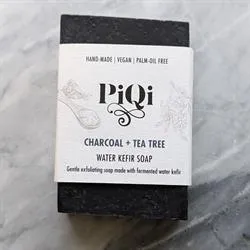 HAND-MADE | VEGAN | PALM-OIL FREE
PiQi
CHARCOAL + TEA TREE
WATER KEFIR SOAP
Gentle exfoliating soap made with fermented water kefir